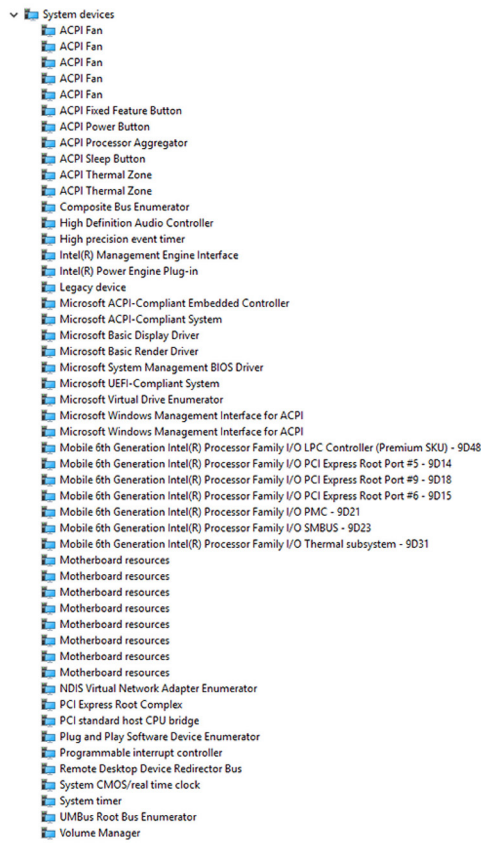 System devices
ACPI Fan
ACPI Fan
ACPI Fan
ACPI Fan
ACPI Fan
ACPI Fixed Feature Button
ACPI Power Button
ACPI Processor Aggregator
ACPI Sleep Button
ACPI Thermal Zone
ACPI Thermal Zone
Composite Bus Enumerator
High Definition Audio Controller
High precision event timer
Intel(R) Management Engine Interface
Intel(R) Power Engine Plug-in
Legacy device
Microsoft ACPI-Compliant Embedded Controller
Microsoft ACPI-Compliant System
Microsoft Basic Display Driver
Microsoft Basic Render Driver
Microsoft System Management BIOS Driver
Microsoft UEFI-Compliant System
Microsoft Virtual Drive Enumerator
Microsoft Windows Management Interface for ACPI
Microsoft Windows Management Interface for ACPI
Mobile 6th Generation Intel(R) Processor Family I/O LPC Controller (Premium SKU) - 9D48
Mobile 6th Generation Intel(R) Processor Family I/O PCI Express Root Port #5 - 9D14
Mobile 6th Generation Intel(R) Processor Family I/O PCI Express Root Port #9 - 9D18
Mobile 6th Generation Intel(R) Processor Family I/O PCI Express Root Port #6 - 9D15
Mobile 6th Generation Intel(R) Processor Family I/O PMC - 9D21
Mobile 6th Generation Intel(R) Processor Family I/O SMBUS - 9D23
Mobile 6th Generation Intel(R) Processor Family I/O Thermal subsystem - 9D31
Motherboard resources
Motherboard resources
Motherboard resources
Motherboard resources
Motherboard resources
Motherboard resources
Motherboard resources
Motherboard resources
NDIS Virtual Network Adapter Enumerator
PCI Express Root Complex
PCI standard host CPU bridge
Plug and Play Software Device Enumerator
Programmable interrupt controller
Remote Desktop Device Redirector Bus
System CMOS/real time clock
System timer
UMBus Root Bus Enumerator
Volume Manager